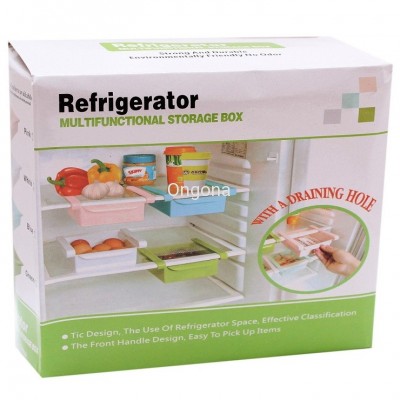 Strong And Durable
Environmentally Friendly No Odor
Refrigerator
MULTIFUNCTIONAL STORAGE BOX
SKIPPY
Ongona
WITH A DRAINING HOLE
• Tic Design, The Use Of Refrigerator Space, Effective Classification
• The Front Handle Design, Easy To Pick Up Items